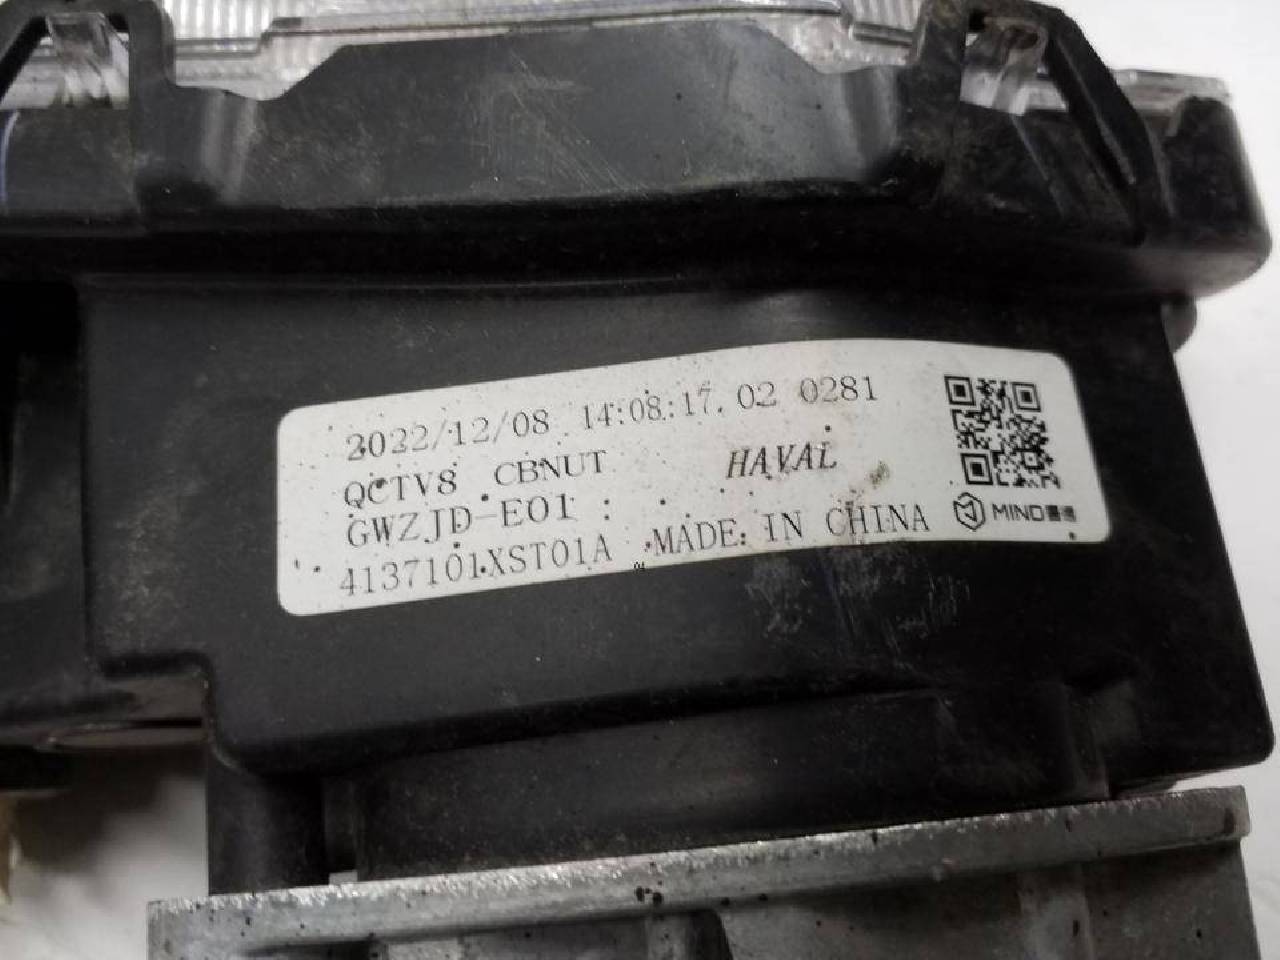 2022/12/08 14:08:17.02 0281
QCTV8 CBNUT HAVAL
GWZJD-E01
4137101XST01A MADE IN CHINA
MIND